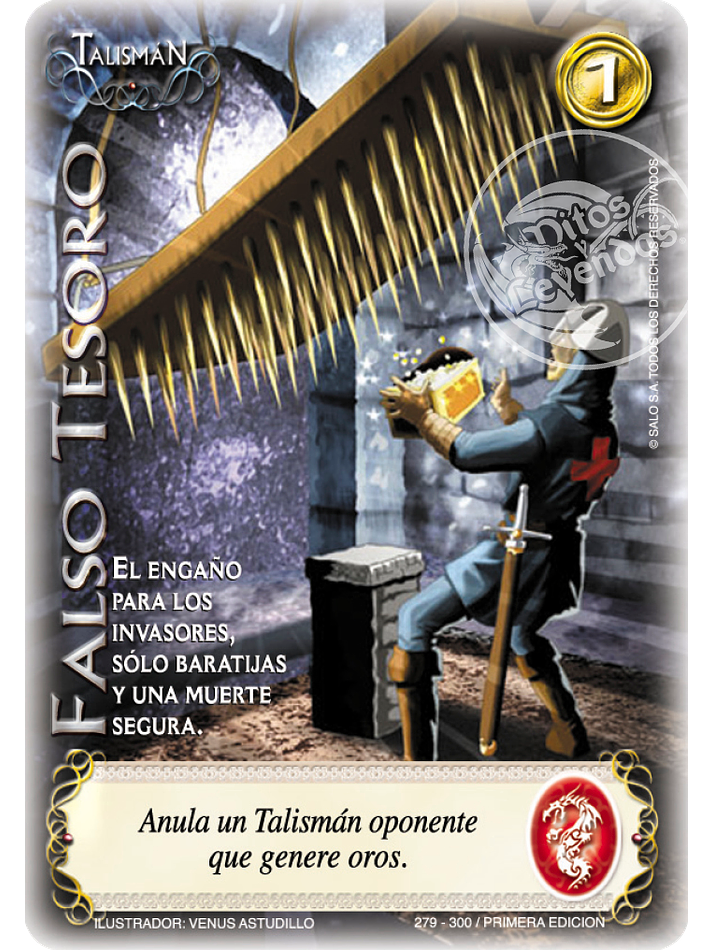 TALISMÁN
1
Mitos
y
Leyendas
FALSO TESORO
© SALO S.A. TODOS LOS DERECHOS RESERVADOS
EL ENGAÑO
PARA LOS
INVASORES,
SÓLO BARATIJAS
Y UNA MUERTE
SEGURA.
Anula un Talismán oponente
que genere oros.
ILUSTRADOR: VENUS ASTUDILLO
279 - 300 / PRIMERA EDICION